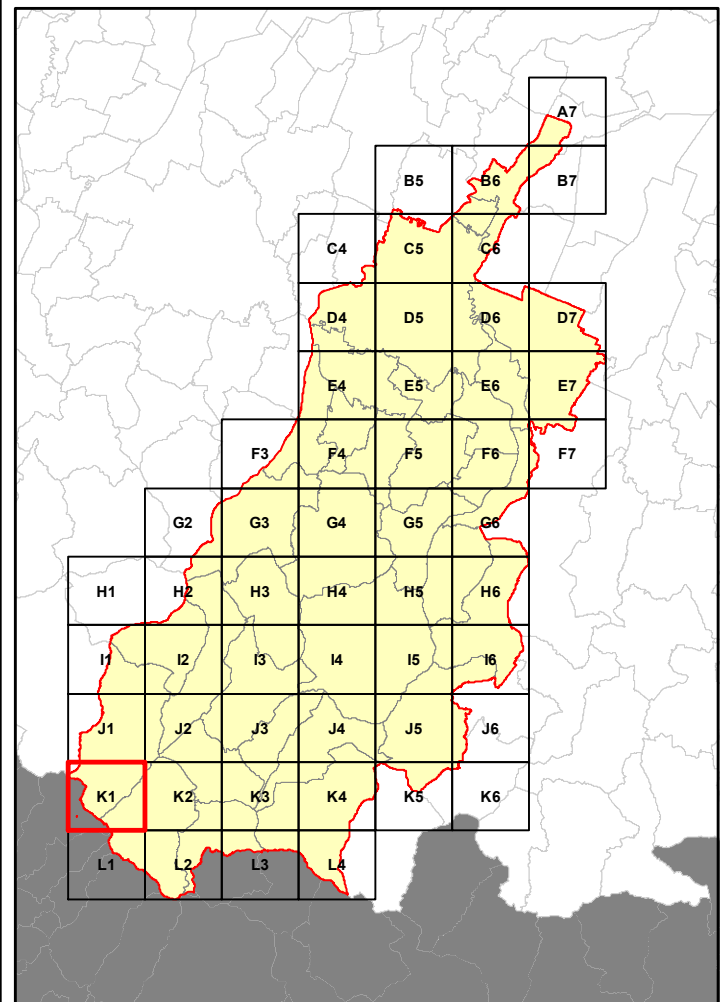 A7
B5 B6 B7
C4 C5 C6
D4 D5 D6 D7
E4 E5 E6 E7
F3 F4 F5 F6 F7
G2 G3 G4 G5 G6
H1 H2 H3 H4 H5 H6
I1 I2 I3 I4 I5 I6
J1 J2 J3 J4 J5 J6
K1 K2 K3 K4 K5 K6
L1 L2 L3 L4